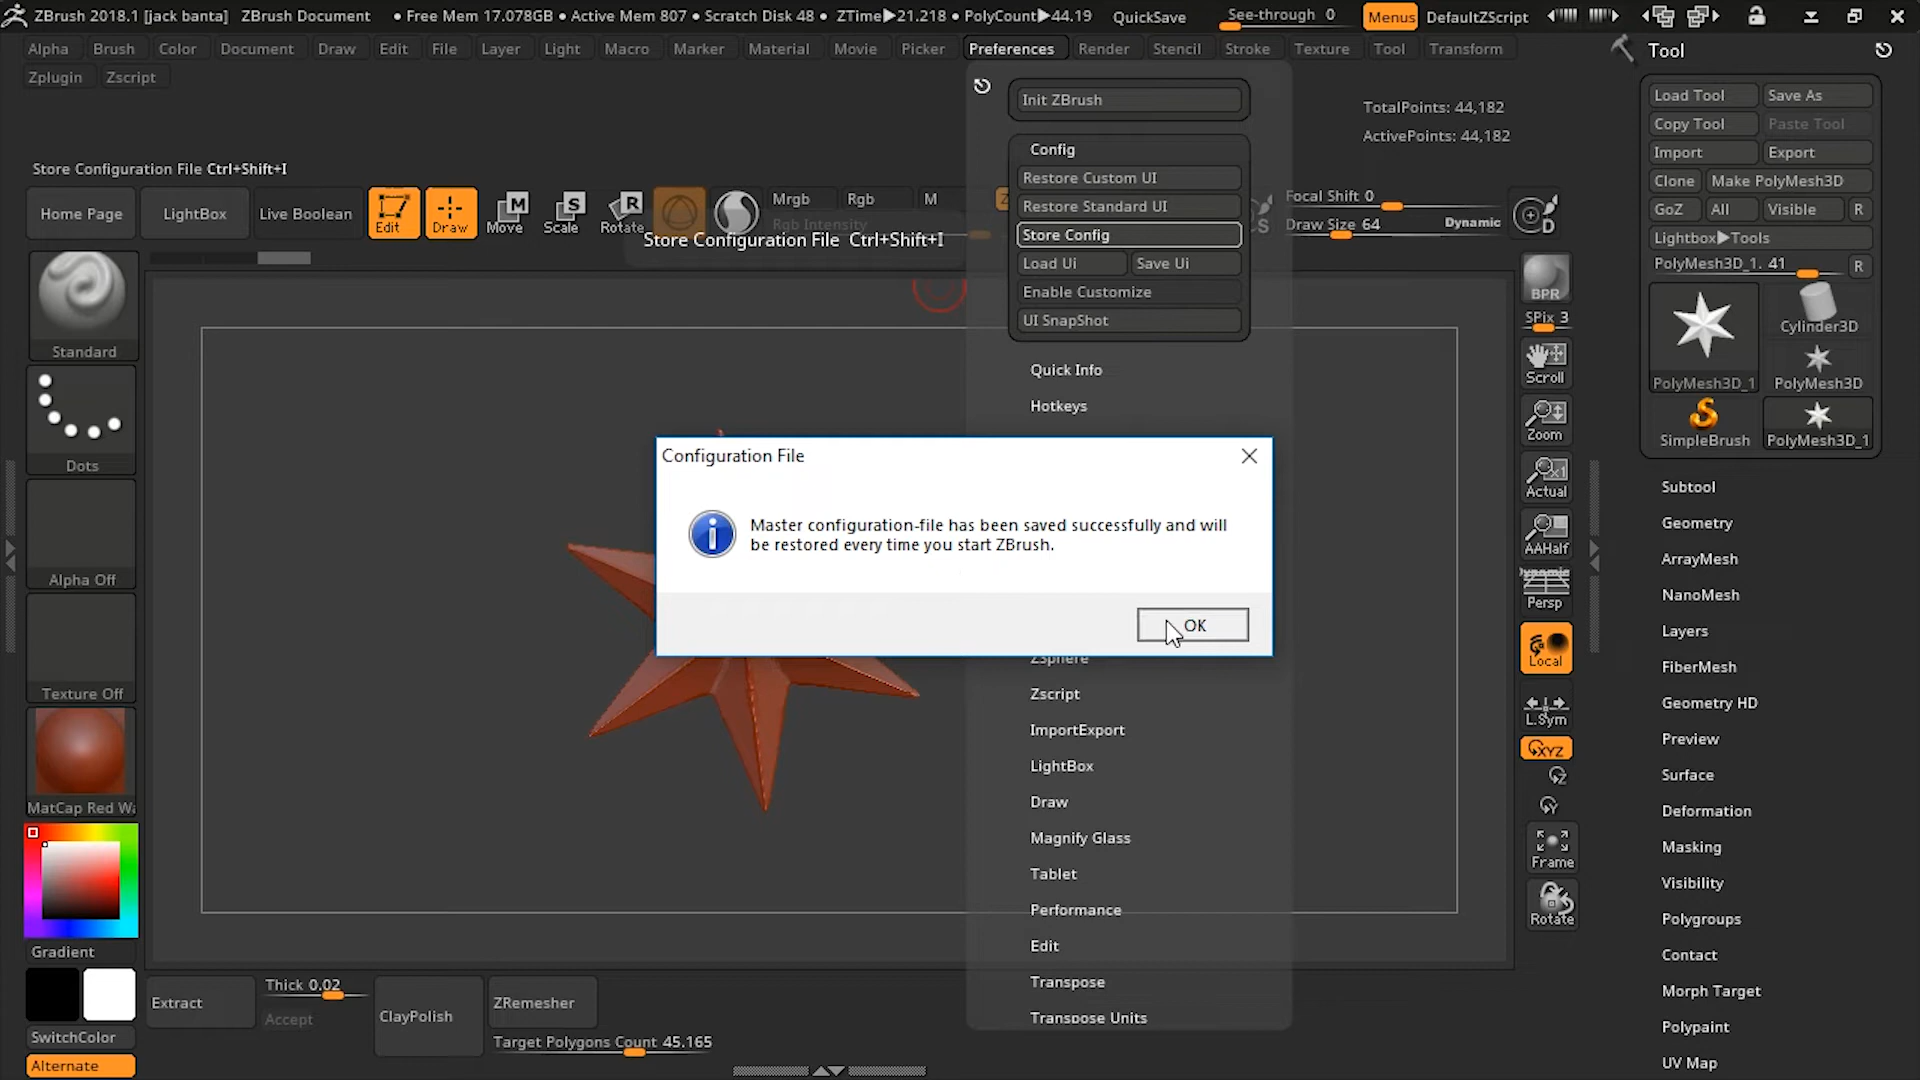 ZBrush 2018.1 [jack banta] ZBrush Document • Free Mem 17.078GB • Active Mem 807 • Scratch Disk 48 • ZTime▶21.218 • PolyCount▶44.19 QuickSave See-through 0 Menus DefaultZScript
Alpha Brush Color Document Draw Edit File Layer Light Macro Marker Material Movie Picker Preferences Render Stencil Stroke Texture Tool Transform
Zplugin Zscript
Store Configuration File Ctrl+Shift+I
Home Page LightBox Live Boolean Edit Draw Move Scale Rotate
M S R
Mrgb Rgb M
Rgb Intensity
Store Configuration File Ctrl+Shift+I
Init ZBrush
Config
Restore Custom UI
Restore Standard UI
Store Config
Load Ui Save Ui
Enable Customize
UI SnapShot
Quick Info
Hotkeys
TotalPoints: 44,182
ActivePoints: 44,182
S Focal Shift 0
Draw Size 64 Dynamic D
Configuration File
Master configuration-file has been saved successfully and will
be restored every time you start ZBrush.
OK
ZSphere
Zscript
ImportExport
LightBox
Draw
Magnify Glass
Tablet
Performance
Edit
Transpose
Transpose Units
Standard
Dots
Alpha Off
Texture Off
MatCap Red Wa
Gradient
SwitchColor
Alternate
Extract
Thick 0.02
Accept
ClayPolish
ZRemesher
Target Polygons Count 45.165
BPR
SPix 3
Scroll
Zoom
Actual
AAHalf
Dynamic
Persp
Local
L.Sym
XYZ
Z
Y
Frame
Rotate
Tool
Load Tool Save As
Copy Tool Paste Tool
Import Export
Clone Make PolyMesh3D
GoZ All Visible R
Lightbox▶Tools
PolyMesh3D_1. 41 R
Cylinder3D
PolyMesh3D_1 PolyMesh3D
SimpleBrush PolyMesh3D_1
Subtool
Geometry
ArrayMesh
NanoMesh
Layers
FiberMesh
Geometry HD
Preview
Surface
Deformation
Masking
Visibility
Polygroups
Contact
Morph Target
Polypaint
UV Map